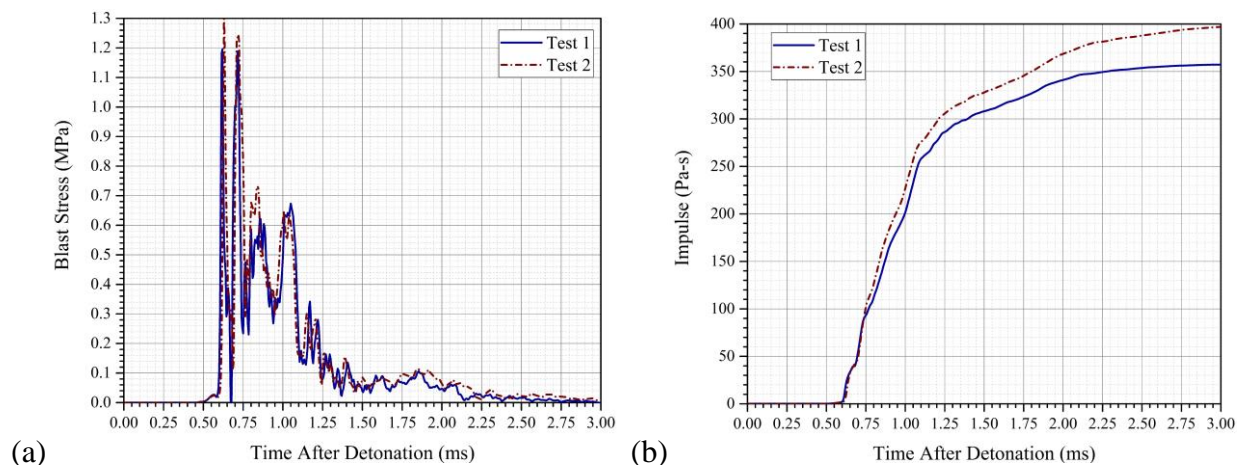 1.3
1.2
1.1
1.0
0.9
0.8
0.7
0.6
0.5
0.4
0.3
0.2
0.1
0.0
Blast Stress (MPa)
Test 1
Test 2
0.00 0.25 0.50 0.75 1.00 1.25 1.50 1.75 2.00 2.25 2.50 2.75 3.00
Time After Detonation (ms)
(a)
400
350
300
250
200
150
100
50
0
Impulse (Pa-s)
Test 1
Test 2
0.00 0.25 0.50 0.75 1.00 1.25 1.50 1.75 2.00 2.25 2.50 2.75 3.00
Time After Detonation (ms)
(b)